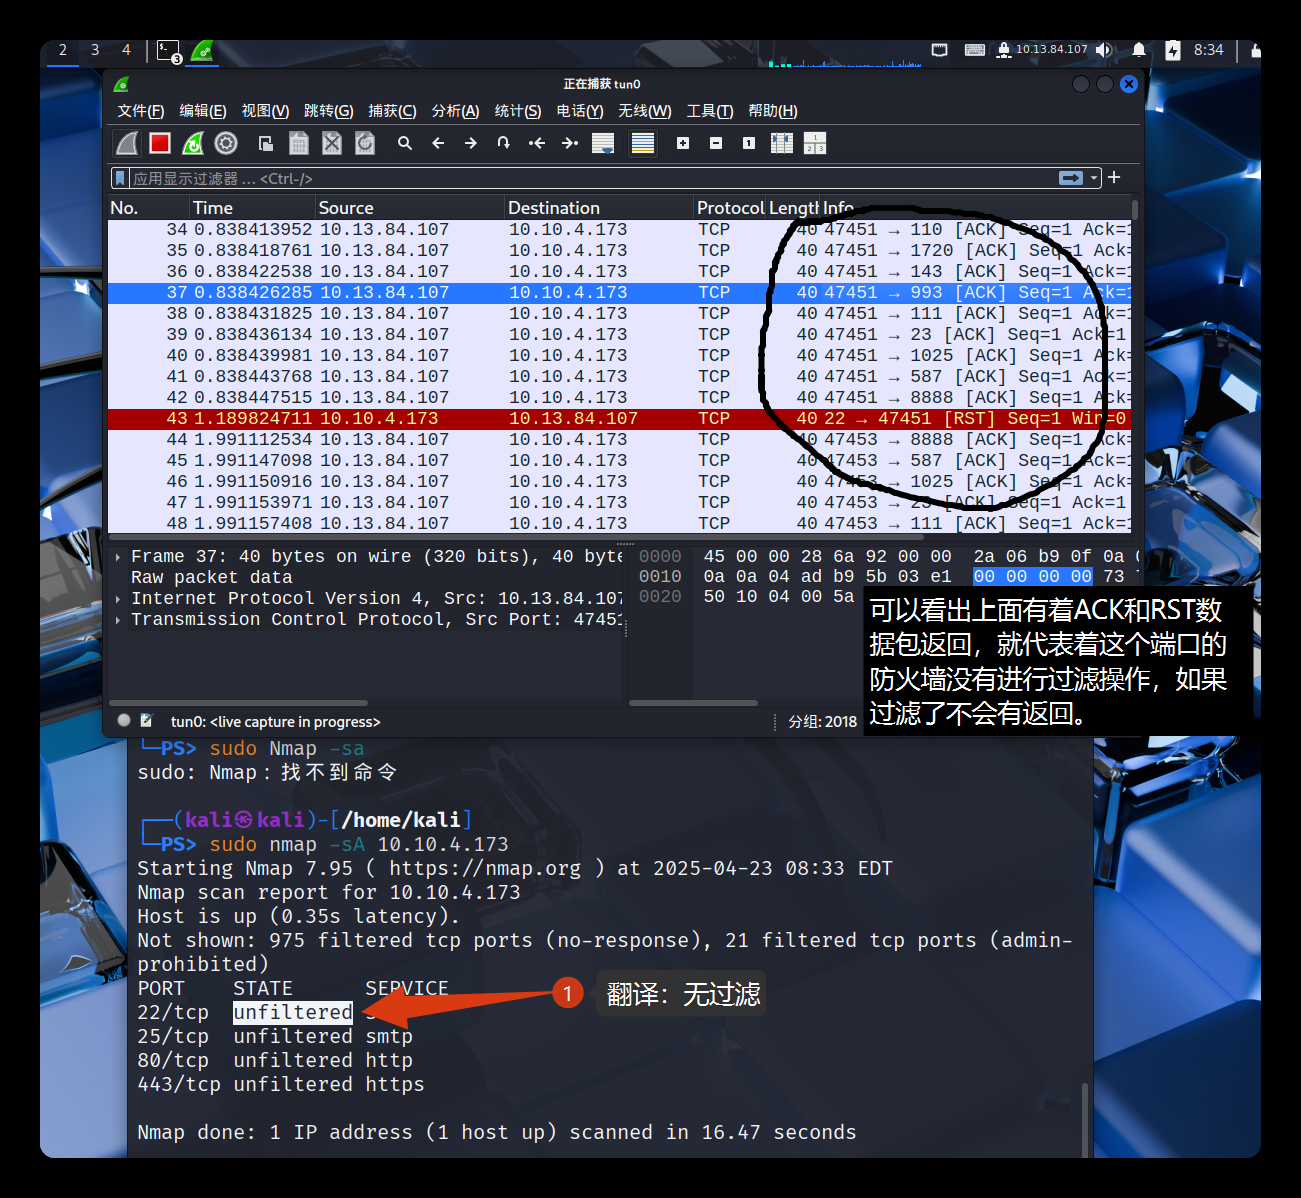 2 3 4 3 10.13.84.107 8:34
正在捕获 tun0
文件(F) 编辑(E) 视图(V) 跳转(G) 捕获(C) 分析(A) 统计(S) 电话(Y) 无线(W) 工具(T) 帮助(H)
应用显示过滤器 … <Ctrl-/>
No. Time Source Destination Protocol Length Info
34 0.838413952 10.13.84.107 10.10.4.173 TCP 40 47451 → 110 [ACK] Seq=1 Ack=1
35 0.838418761 10.13.84.107 10.10.4.173 TCP 40 47451 → 1720 [ACK] Seq=1 Ack=
36 0.838422538 10.13.84.107 10.10.4.173 TCP 40 47451 → 143 [ACK] Seq=1 Ack=1
37 0.838426285 10.13.84.107 10.10.4.173 TCP 40 47451 → 993 [ACK] Seq=1 Ack=1
38 0.838431825 10.13.84.107 10.10.4.173 TCP 40 47451 → 111 [ACK] Seq=1 Ack=1
39 0.838436134 10.13.84.107 10.10.4.173 TCP 40 47451 → 23 [ACK] Seq=1 Ack=1
40 0.838439981 10.13.84.107 10.10.4.173 TCP 40 47451 → 1025 [ACK] Seq=1 Ack=
41 0.838443768 10.13.84.107 10.10.4.173 TCP 40 47451 → 587 [ACK] Seq=1 Ack=1
42 0.838447515 10.13.84.107 10.10.4.173 TCP 40 47451 → 8888 [ACK] Seq=1 Ack=
43 1.189824711 10.10.4.173 10.13.84.107 TCP 40 22 → 47451 [RST] Seq=1 Win=0
44 1.991112534 10.13.84.107 10.10.4.173 TCP 40 47453 → 8888 [ACK] Seq=1 Ack=
45 1.991147098 10.13.84.107 10.10.4.173 TCP 40 47453 → 587 [ACK] Seq=1 Ack=1
46 1.991150916 10.13.84.107 10.10.4.173 TCP 40 47453 → 1025 [ACK] Seq=1 Ack=
47 1.991153971 10.13.84.107 10.10.4.173 TCP 40 47453 → 23 [ACK] Seq=1 Ack=1
48 1.991157408 10.13.84.107 10.10.4.173 TCP 40 47453 → 111 [ACK] Seq=1 Ack=1
Frame 37: 40 bytes on wire (320 bits), 40 byte
Raw packet data
Internet Protocol Version 4, Src: 10.13.84.107
Transmission Control Protocol, Src Port: 47451
0000 45 00 00 28 6a 92 00 00 2a 06 b9 0f 0a
0010 0a 0a 04 ad b9 5b 03 e1 00 00 00 00 73
0020 50 10 04 00 5a
可以看出上面有着ACK和RST数
据包返回，就代表着这个端口的
防火墙没有进行过滤操作，如果
过滤了不会有返回。
tun0: <live capture in progress> 分组: 2018
└─PS> sudo Nmap -sa
sudo: Nmap：找不到命令
┌──(kali㉿kali)-[/home/kali]
└─PS> sudo nmap -sA 10.10.4.173
Starting Nmap 7.95 ( https://nmap.org ) at 2025-04-23 08:33 EDT
Nmap scan report for 10.10.4.173
Host is up (0.35s latency).
Not shown: 975 filtered tcp ports (no-response), 21 filtered tcp ports (admin-
prohibited)
PORT STATE SERVICE
22/tcp unfiltered
25/tcp unfiltered smtp
80/tcp unfiltered http
443/tcp unfiltered https
1 翻译：无过滤
Nmap done: 1 IP address (1 host up) scanned in 16.47 seconds